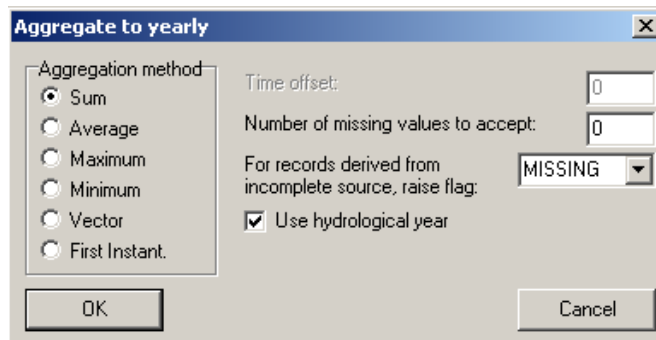 Aggregate to yearly
Aggregation method
Sum
Average
Maximum
Minimum
Vector
First Instant.
Time offset:
0
Number of missing values to accept:
0
For records derived from
incomplete source, raise flag:
MISSING
Use hydrological year
OK
Cancel